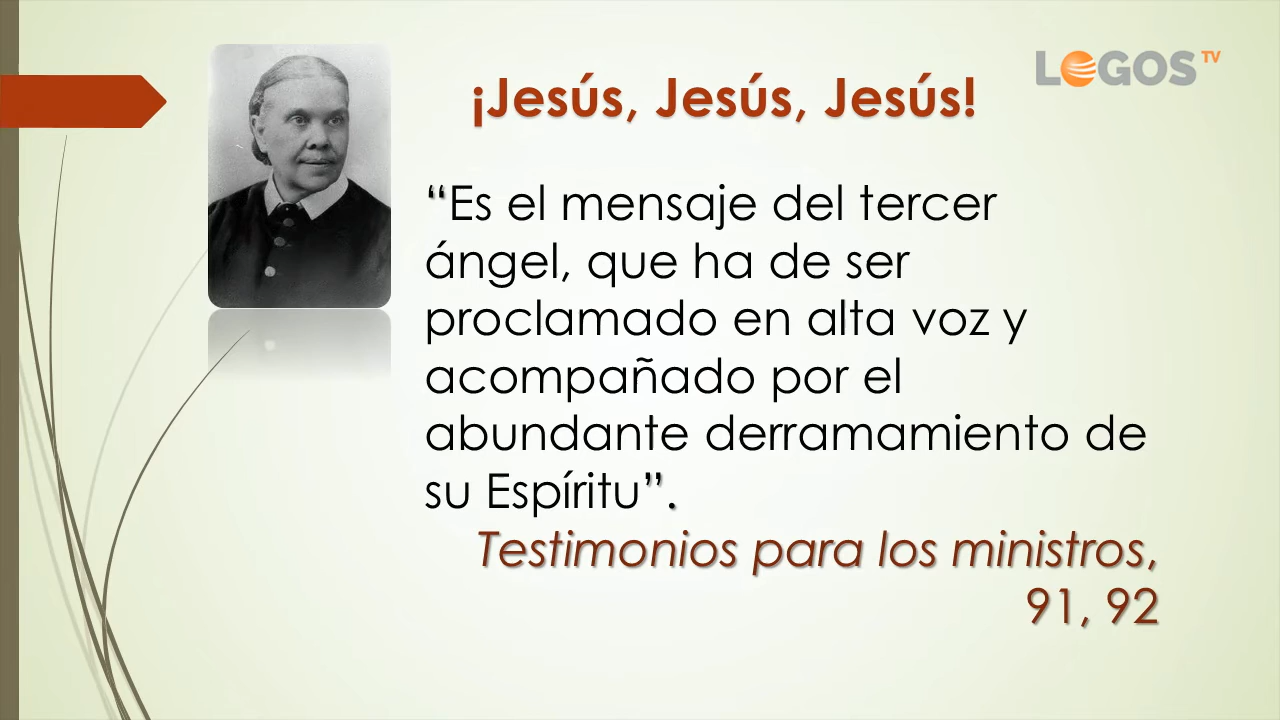 LOGOS TV
¡Jesús, Jesús, Jesús!
“Es el mensaje del tercer
ángel, que ha de ser
proclamado en alta voz y
acompañado por el
abundante derramamiento de
su Espíritu”.
Testimonios para los ministros,
91, 92